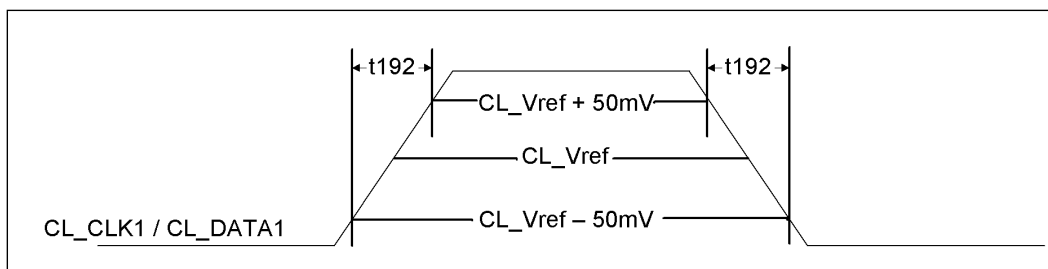 t192
t192
CL_Vref + 50mV
CL_Vref
CL_Vref – 50mV
CL_CLK1 / CL_DATA1